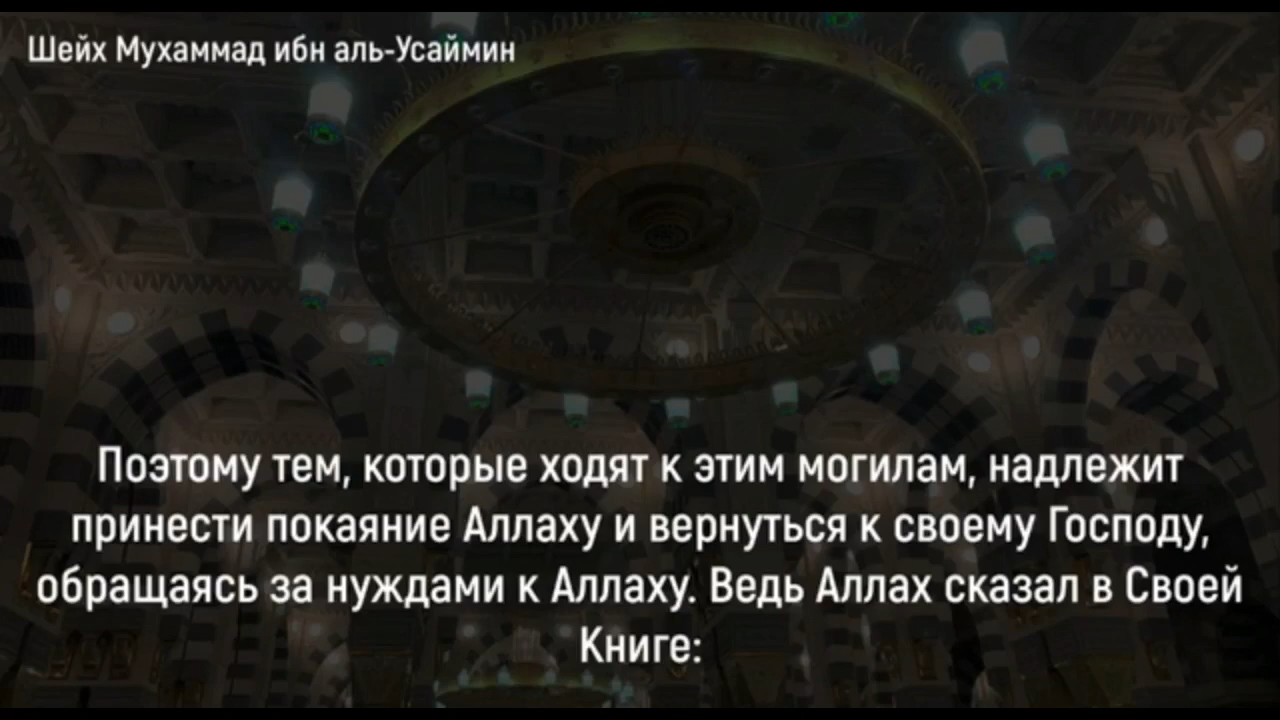 Шейх Мухаммад ибн аль-Усаймин
Поэтому тем, которые ходят к этим могилам, надлежит
принести покаяние Аллаху и вернуться к своему Господу,
обращаясь за нуждами к Аллаху. Ведь Аллах сказал в Своей
Книге: